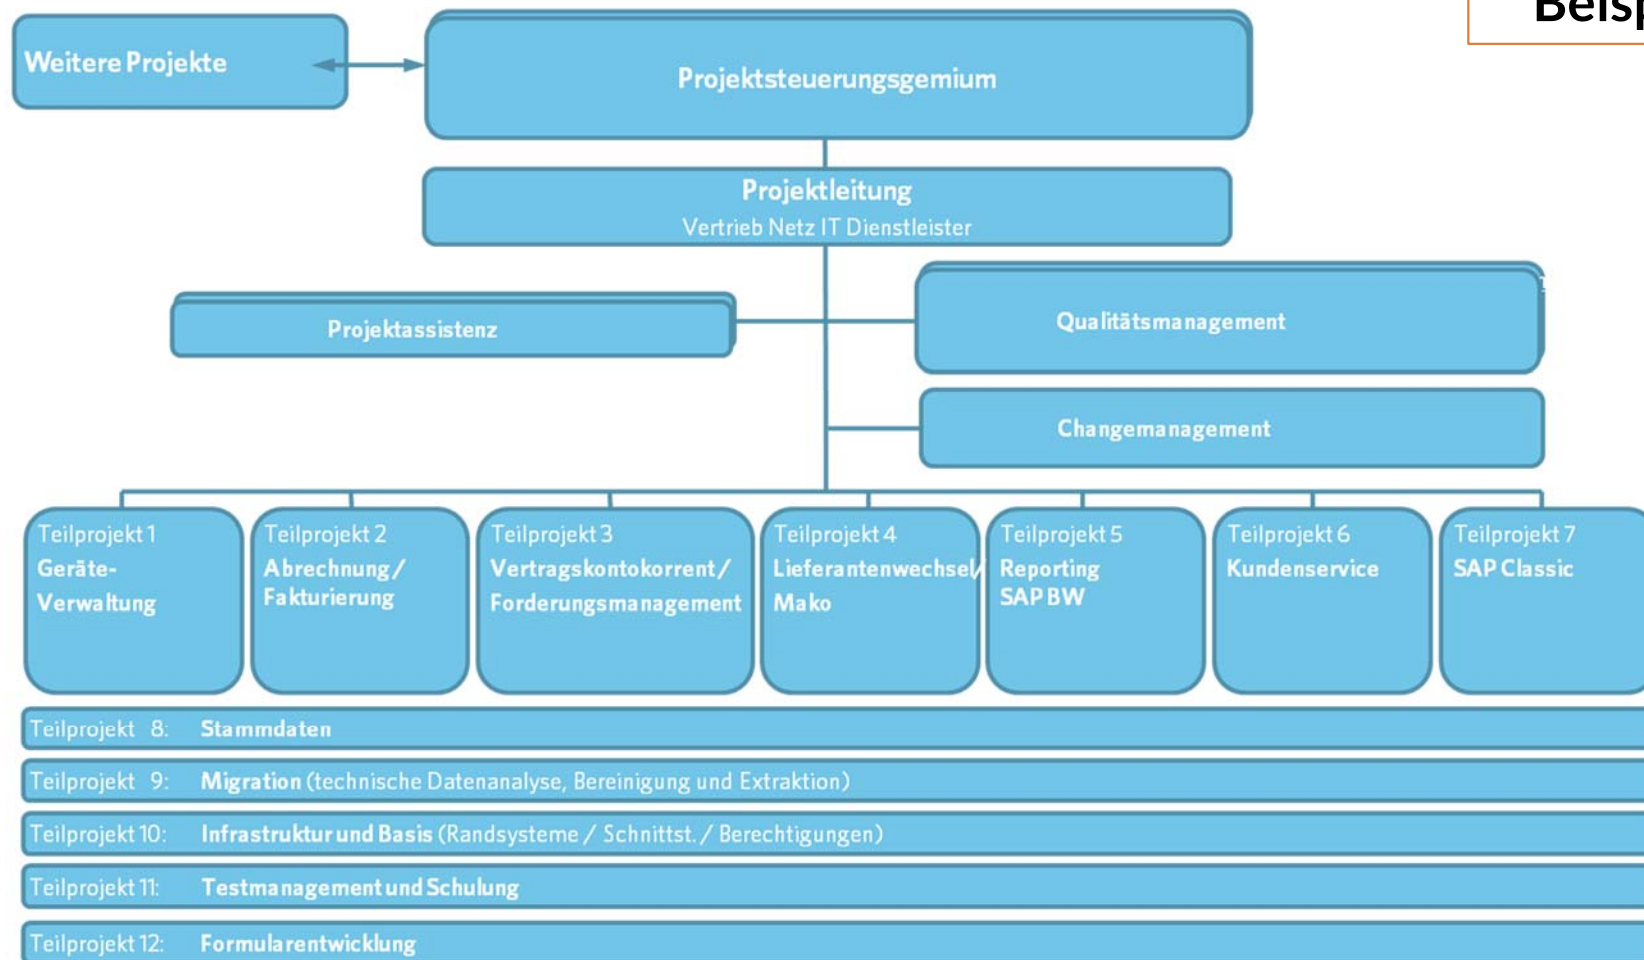 Weitere Projekte
Projektsteuerungsgemium
Projektleitung
Vertrieb Netz IT Dienstleister
Projektassistenz
Qualitätsmanagement
Changemanagement
Teilprojekt 1
Geräte-
Verwaltung
Teilprojekt 2
Abrechnung/
Fakturierung
Teilprojekt 3
Vertragskontokorrent/
Forderungsmanagement
Teilprojekt 4
Lieferantenwechsel/
Mako
Teilprojekt 5
Reporting
SAP BW
Teilprojekt 6
Kundenservice
Teilprojekt 7
SAP Classic
Teilprojekt 8: Stammdaten
Teilprojekt 9: Migration (technische Datenanalyse, Bereinigung und Extraktion)
Teilprojekt 10: Infrastruktur und Basis (Randsysteme / Schnittst. / Berechtigungen)
Teilprojekt 11: Testmanagement und Schulung
Teilprojekt 12: Formularentwicklung